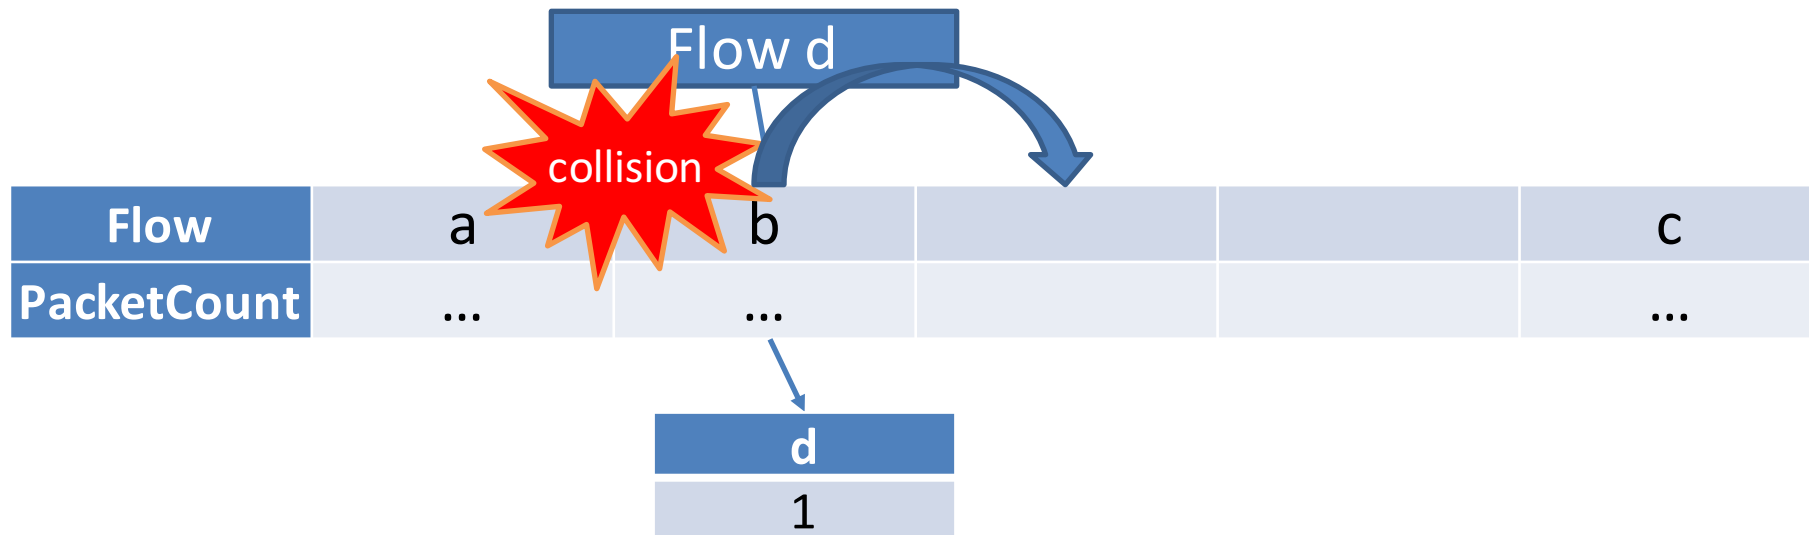 Flow d
collision
Flow a b c
PacketCount ... ... ...
d
1